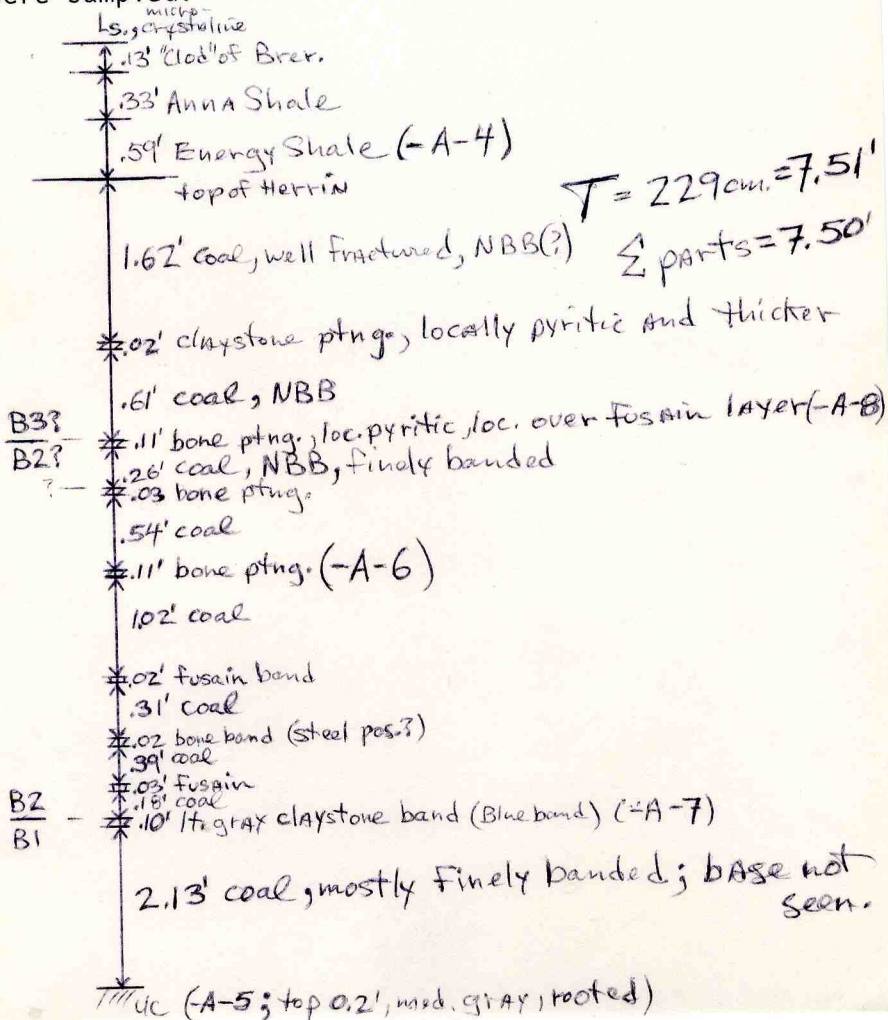 micro-
Ls., crystalline
.13' "Clod" of Brer.
.33' Anna Shale
.59' Energy Shale (-A-4)
top of Herrin
T = 229cm. = 7.51'
Σ parts = 7.50'
1.62' coal, well fractured, NBB(?)
.02' claystone ptng., locally pyritic and thicker
.61' coal, NBB
B3?
B2?
.11' bone ptng., loc. pyritic, loc. over fusain layer (-A-8)
.26' coal, NBB, finely banded
? .03 bone ptng.
.54' coal
.11' bone ptng. (-A-6)
1.02' coal
.02' fusain band
.31' coal
.02 bone band (steel pos.?)
.39' coal
.03' fusain
.18' coal
B2
B1
.10' lt. gray claystone band (Blue band) (-A-7)
2.13' coal, mostly finely banded; base not
seen.
uc (-A-5; top 0.2', med. gray, rooted)